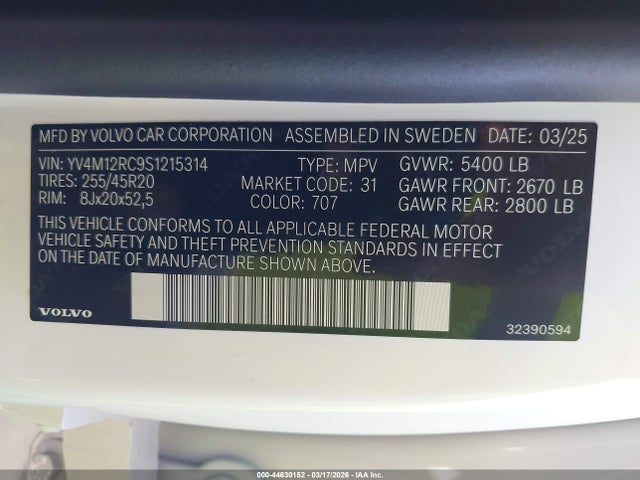 MFD BY VOLVO CAR CORPORATION ASSEMBLED IN SWEDEN DATE: 03/25
VIN: YV4M12RC9S1215314 TYPE: MPV GVWR: 5400 LB
TIRES: 255/45R20 MARKET CODE: 31 GAWR FRONT: 2670 LB
RIM: 8Jx20x52,5 COLOR: 707 GAWR REAR: 2800 LB
THIS VEHICLE CONFORMS TO ALL APPLICABLE FEDERAL MOTOR
VEHICLE SAFETY AND THEFT PREVENTION STANDARDS IN EFFECT
ON THE DATE OF MANUFACTURE SHOWN ABOVE.
VOLVO 32390594
000-44630152 - 03/17/2026 - IAAI.COM